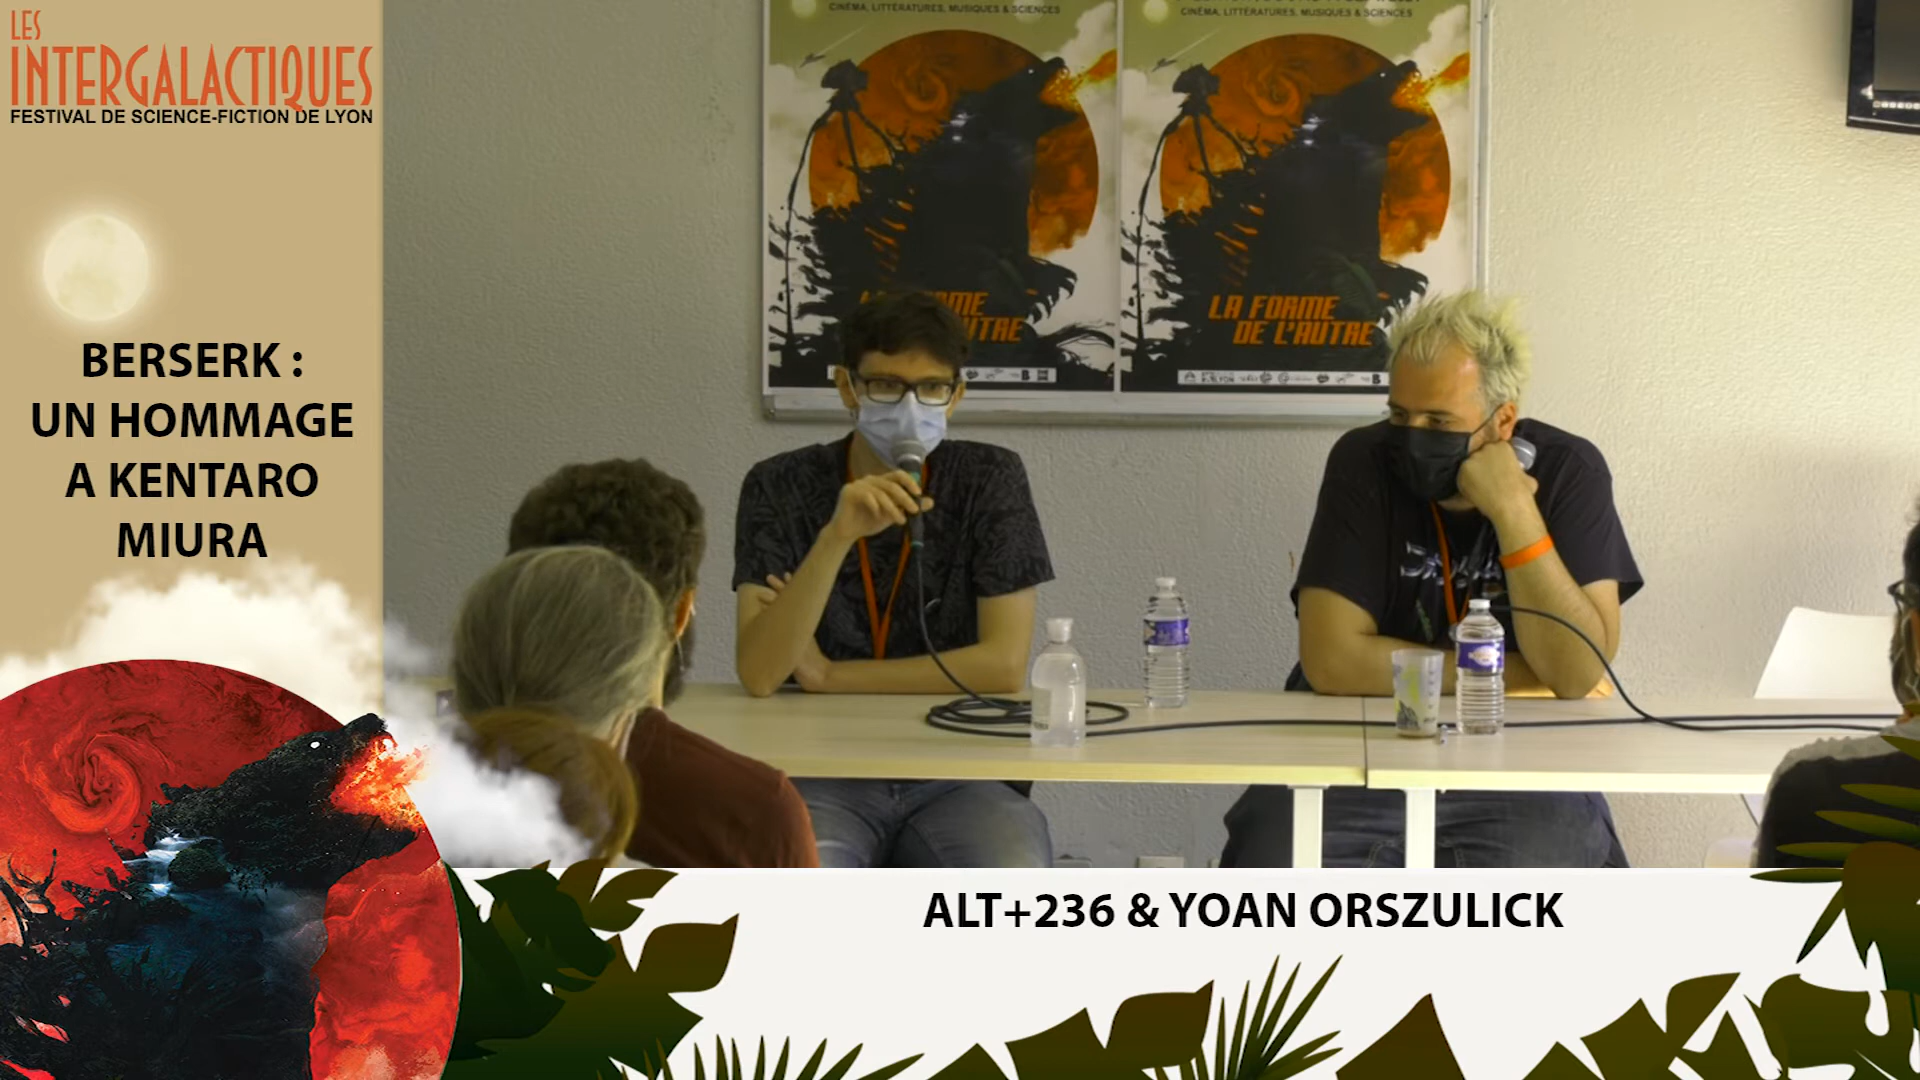 LES
INTERGALACTIQUES
FESTIVAL DE SCIENCE-FICTION DE LYON
BERSERK :
UN HOMMAGE
A KENTARO
MIURA
CINÉMA, LITTÉRATURES, MUSIQUES & SCIENCES
CINÉMA, LITTÉRATURES, MUSIQUES & SCIENCES
LA FORME
DE L'AUTRE
ALT+236 & YOAN ORSZULICK